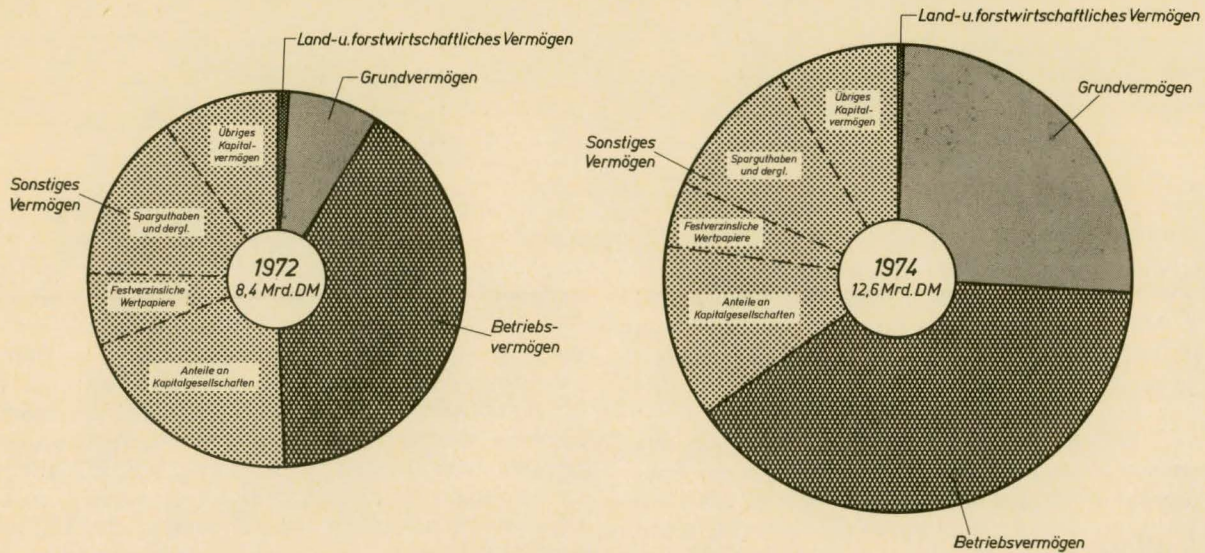 Land-u.forstwirtschaftliches Vermögen
Grundvermögen
Übriges
Kapital-
vermögen
Sonstiges
Vermögen
Sparguthaben
und dergl.
Festverzinsliche
Wertpapiere
1972
8,4 Mrd.DM
Anteile an
Kapitalgesellschaften
Betriebs-
vermögen
Land-u.forstwirtschaftliches Vermögen
Grundvermögen
Übriges
Kapital-
vermögen
Sonstiges
Vermögen
Sparguthaben
und dergl.
Festverzinsliche
Wertpapiere
1974
12,6 Mrd.DM
Anteile an
Kapitalgesellschaften
Betriebsvermögen